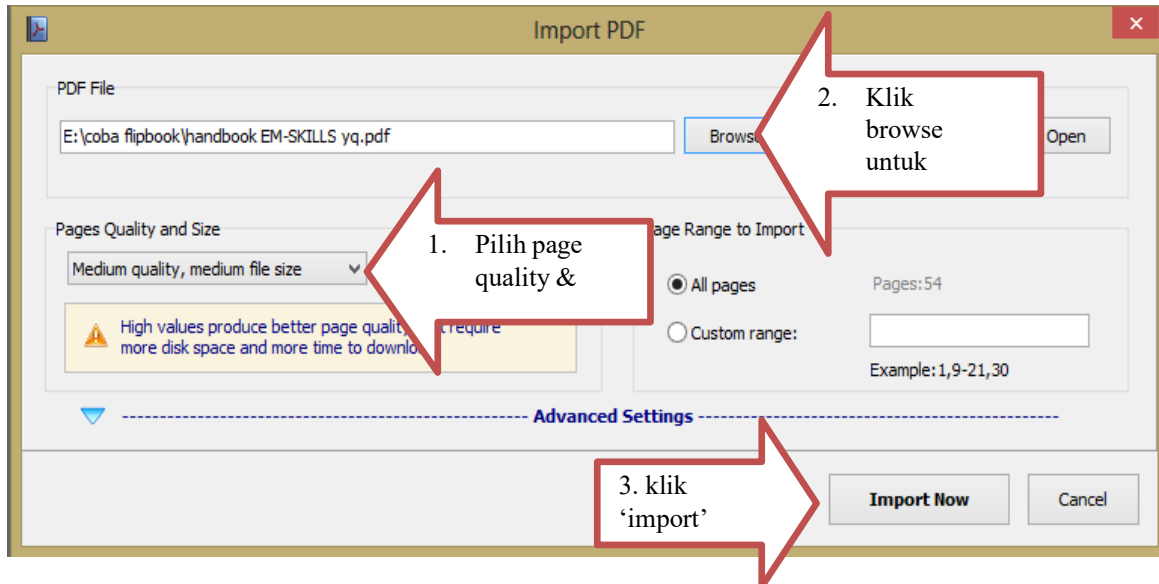 Import PDF
PDF File
E:\coba flipbook\handbook EM-SKILLS yq.pdf
Open
2. Klik
browse
untuk
Pages Quality and Size
Medium quality, medium file size
High values produce better page quality require
more disk space and more time to
1. Pilih page
quality &
Range to Import
All pages
Pages:54
Custom range:
Example:1,9-21,30
Advanced Settings
3. klik
‘import’
Import Now
Cancel